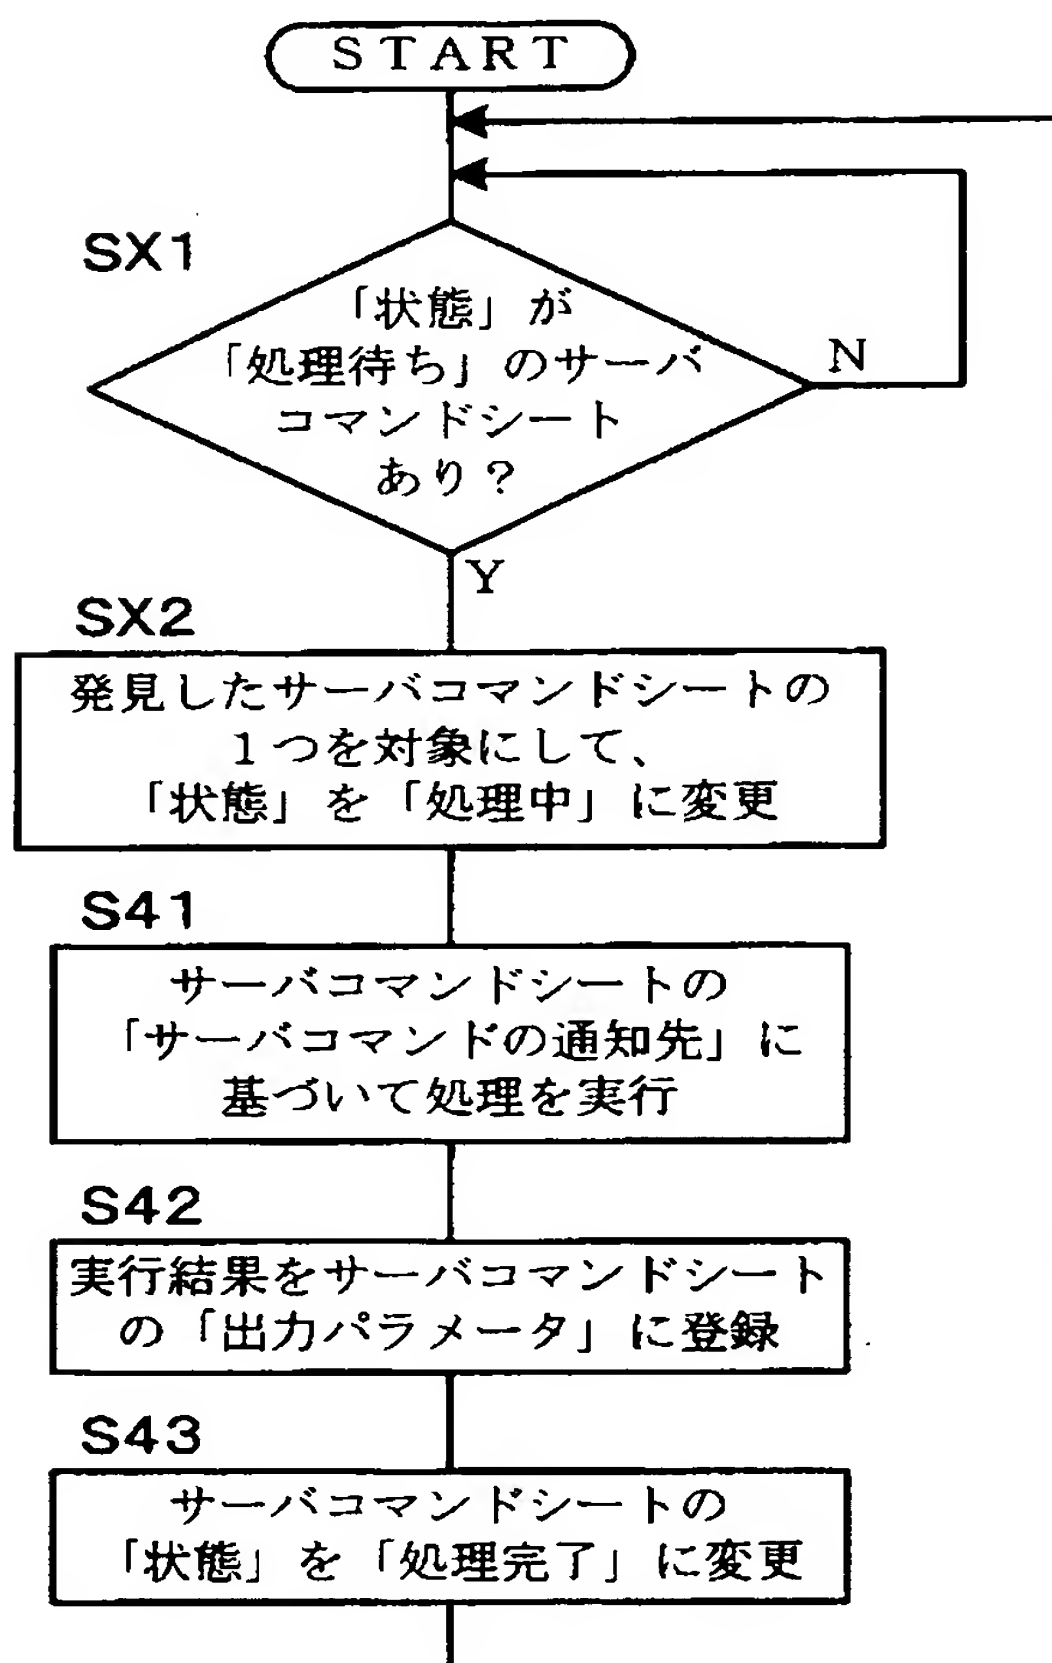 START
SX1
「状態」が
「処理待ち」のサーバ
コマンドシート
あり?
N
Y
SX2
発見したサーバコマンドシートの
1つを対象にして、
「状態」を「処理中」に変更
S41
サーバコマンドシートの
「サーバコマンドの通知先」に
基づいて処理を実行
S42
実行結果をサーバコマンドシート
の「出力パラメータ」に登録
S43
サーバコマンドシートの
「状態」を「処理完了」に変更